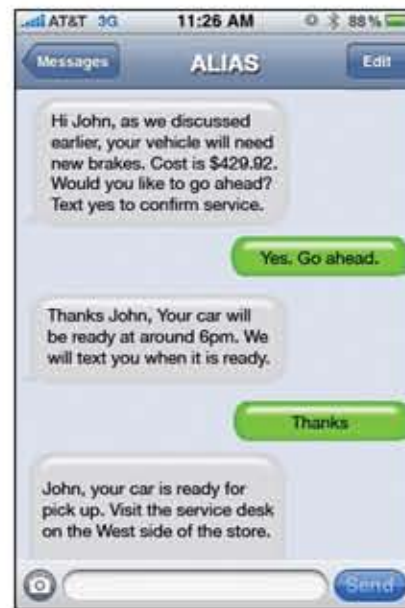 AT&T 3G 11:26 AM 88%
Messages ALIAS Edit
Hi John, as we discussed
earlier, your vehicle will need
new brakes. Cost is $429.92.
Would you like to go ahead?
Text yes to confirm service.
Yes. Go ahead.
Thanks John, Your car will
be ready at around 6pm. We
will text you when it is ready.
Thanks
John, your car is ready for
pick up. Visit the service desk
on the West side of the store.
Send